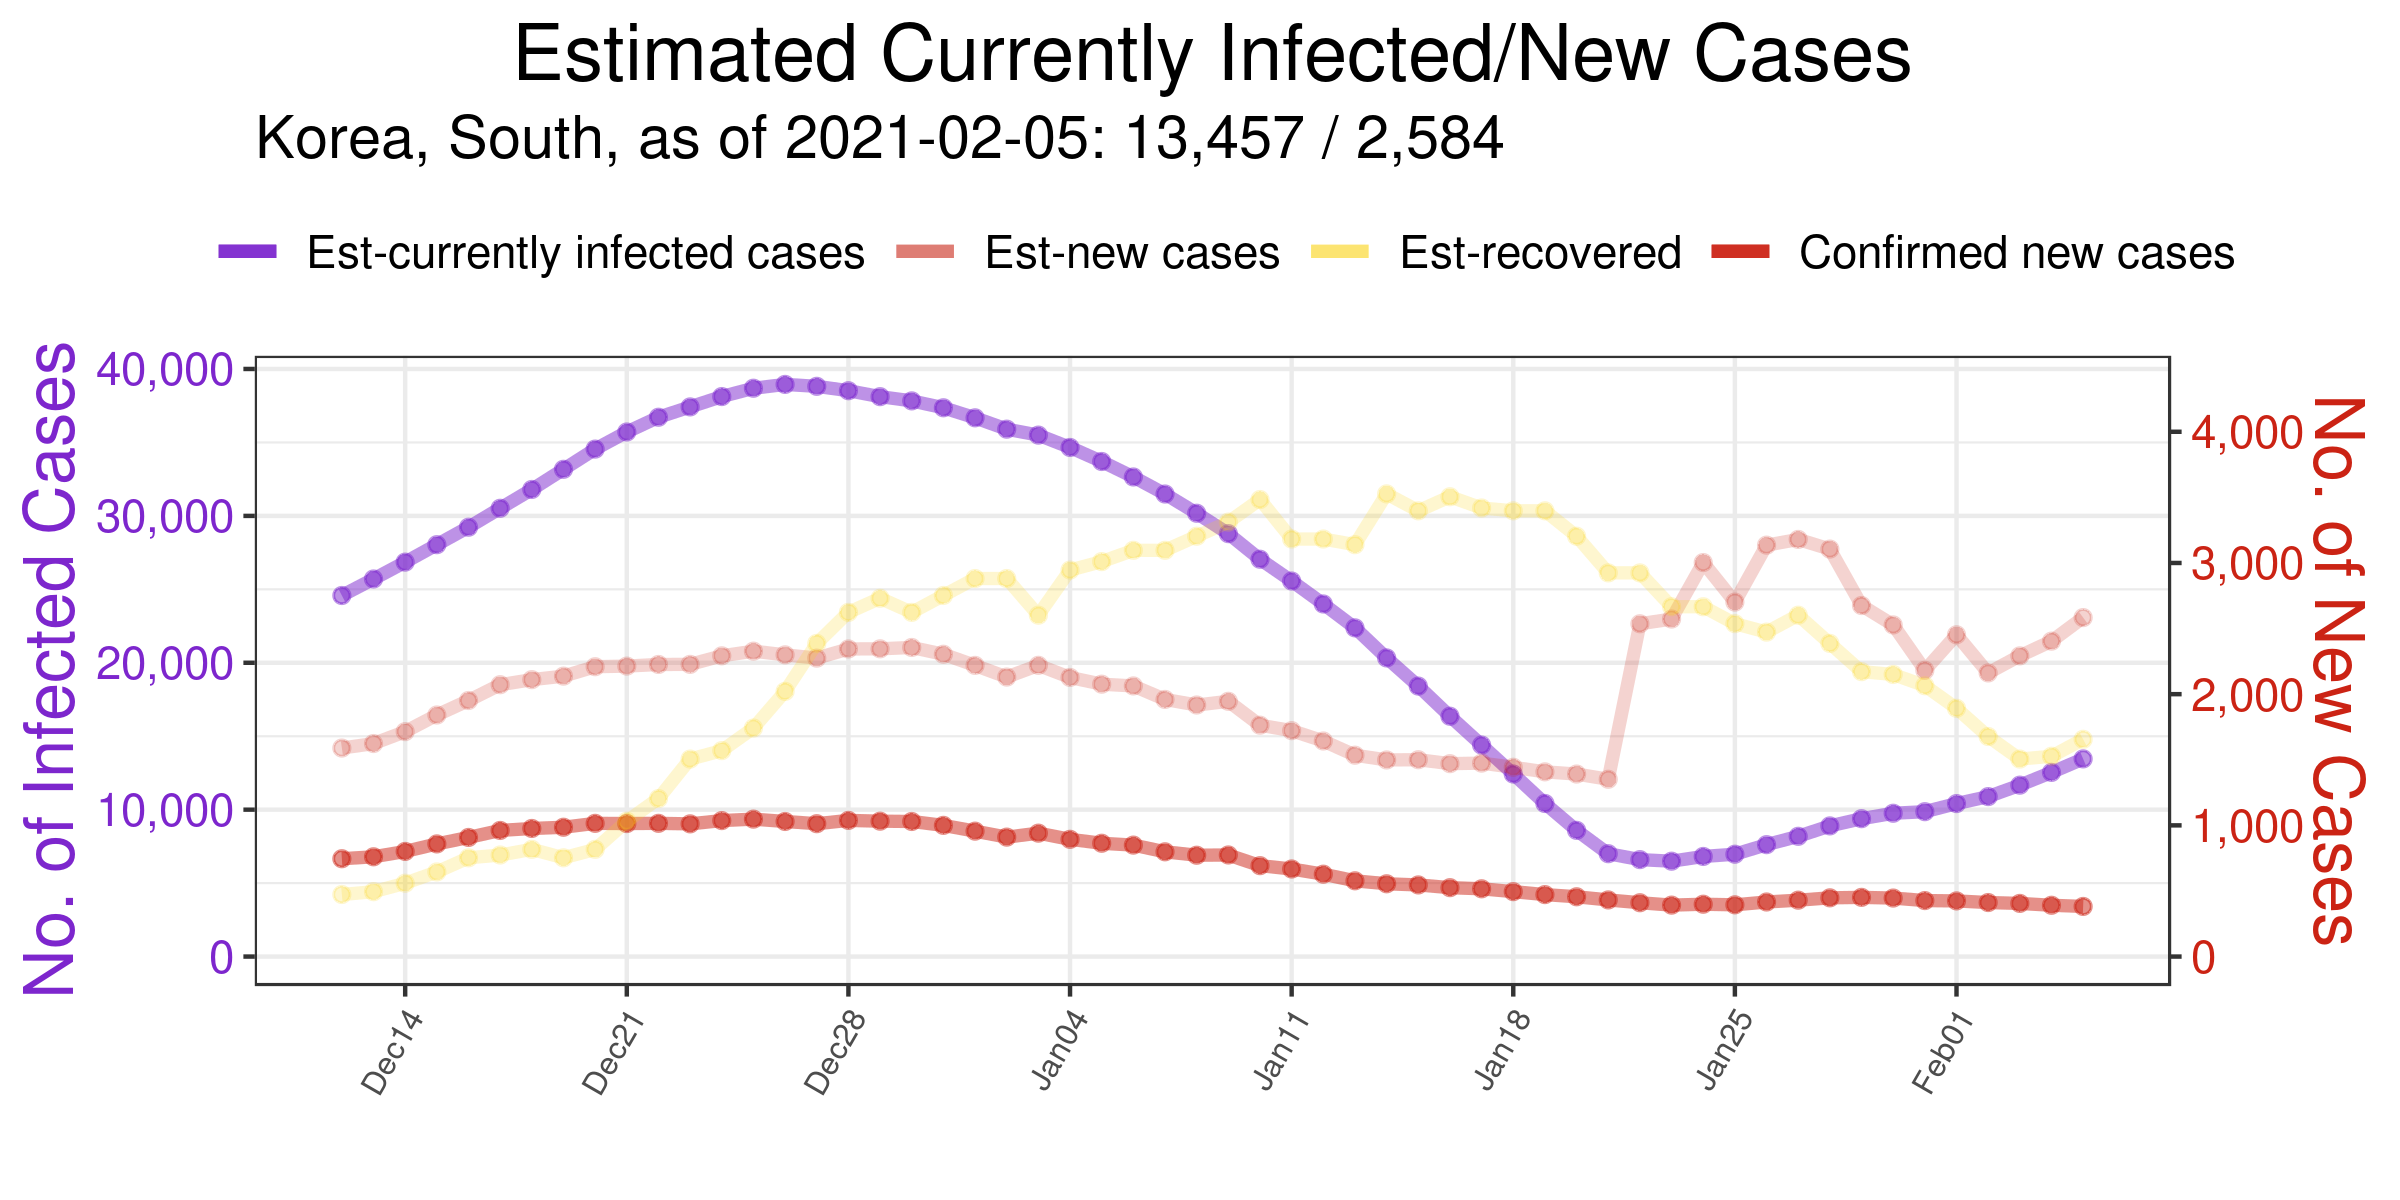 Estimated Currently Infected/New Cases
Korea, South, as of 2021-02-05: 13,457 / 2,584
Est-currently infected cases Est-new cases Est-recovered Confirmed new cases
No. of Infected Cases
40,000
30,000
20,000
10,000
0
4,000
3,000
2,000
1,000
0
No. of New Cases
Dec14 Dec21 Dec28 Jan04 Jan11 Jan18 Jan25 Feb01